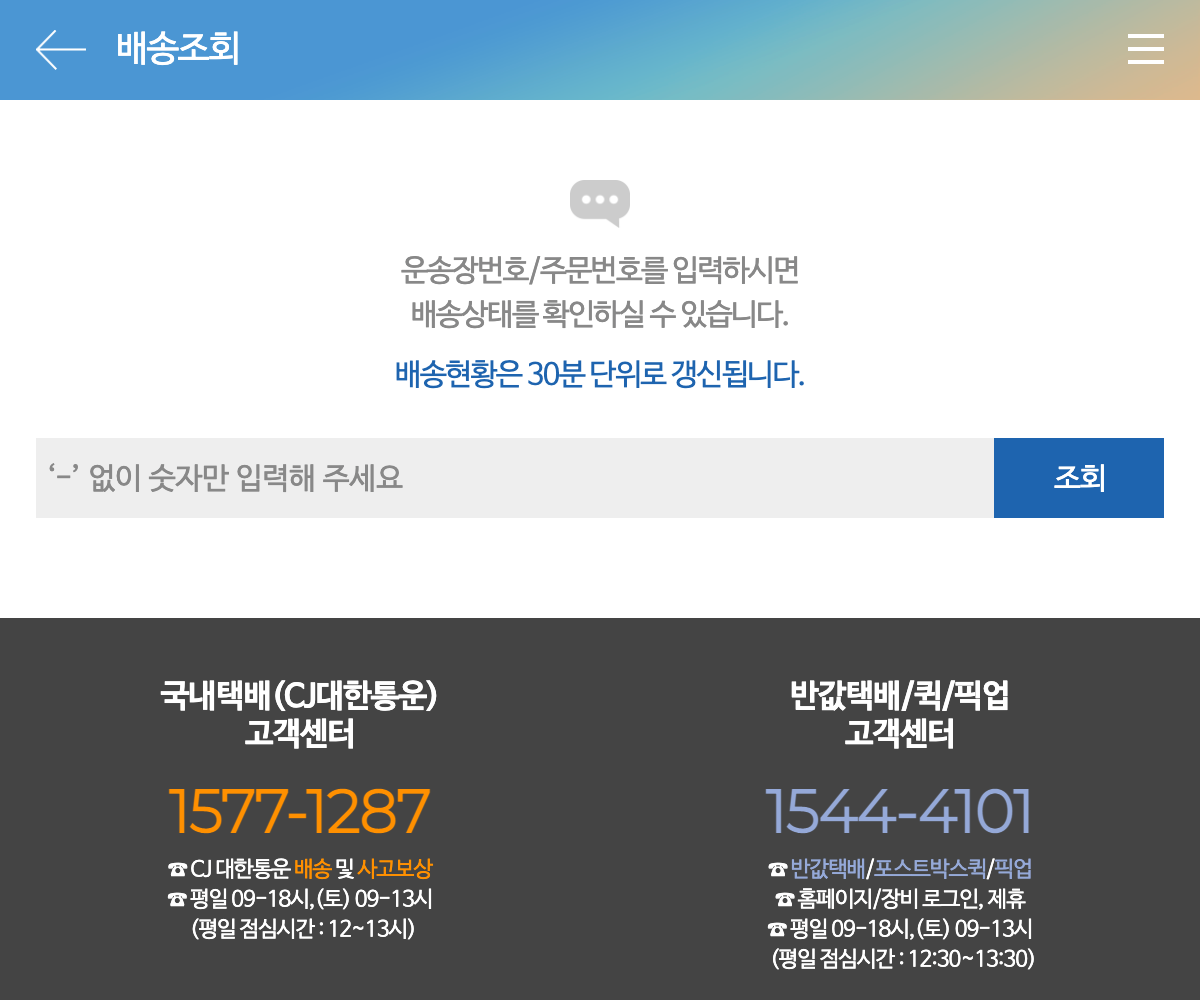 배송조회
운송장번호/주문번호를 입력하시면
배송상태를 확인하실 수 있습니다.
배송현황은 30분 단위로 갱신됩니다.
‘-’ 없이 숫자만 입력해 주세요
조회
국내택배(CJ대한통운)
고객센터
1577-1287
☎ CJ 대한통운 배송 및 사고보상
☎ 평일 09-18시, (토) 09-13시
(평일 점심시간 : 12~13시)
반값택배/퀵/픽업
고객센터
1544-4101
☎ 반값택배/포스트박스퀵/픽업
☎ 홈페이지/장비 로그인, 제휴
☎ 평일 09-18시, (토) 09-13시
(평일 점심시간 : 12:30~13:30)